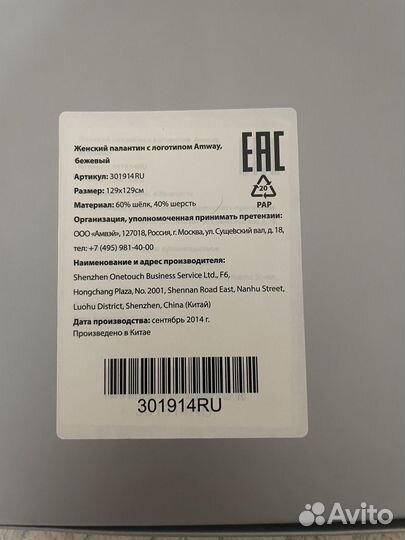 Женский палантин с логотипом Amway,
бежевый
Артикул: 301914RU
Размер: 129х129см
Материал: 60% шёлк, 40% шерсть
Организация, уполномоченная принимать претензии:
ООО «Амвэй», 127018, Россия, г. Москва, ул. Сущевский вал, д. 18,
тел: +7 (495) 981-40-00
Наименование и адрес производителя:
Shenzhen Onetouch Business Service Ltd., F6,
Hongchang Plaza, No. 2001, Shennan Road East, Nanhu Street,
Luohu District, Shenzhen, China (Китай)
Дата производства: сентябрь 2014 г.
Произведено в Китае
301914RU
EAC
20
PAP
Avito